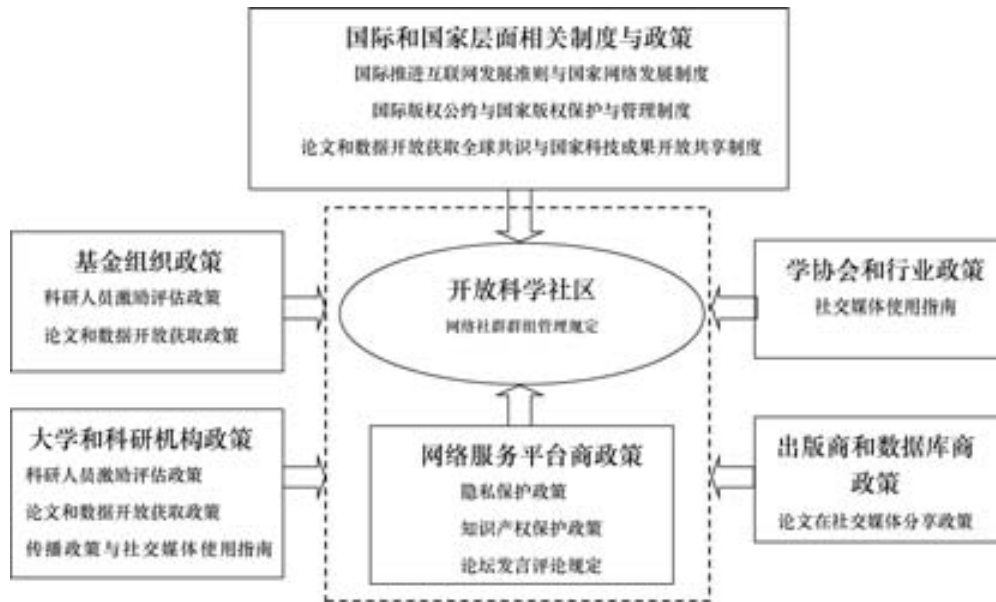 国际和国家层面相关制度与政策
国际推进互联网发展准则与国家网络发展制度
国际版权公约与国家版权保护与管理制度
论文和数据开放获取全球共识与国家科技成果开放共享制度
基金组织政策
科研人员激励评估政策
论文和数据开放获取政策
开放科学社区
网络社群群组管理规定
学协会和行业政策
社交媒体使用指南
大学和科研机构政策
科研人员激励评估政策
论文和数据开放获取政策
传播政策与社交媒体使用指南
网络服务平台商政策
隐私保护政策
知识产权保护政策
论坛发言评论规定
出版商和数据库商
政策
论文在社交媒体分享政策